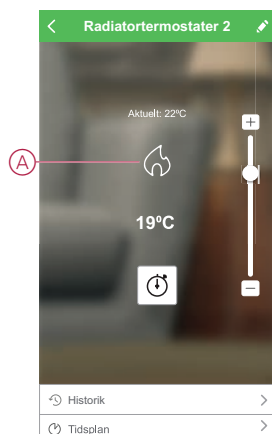 Radiatortermostater 2
Aktuelt: 22ºC
A
19ºC
Historik
Tidsplan